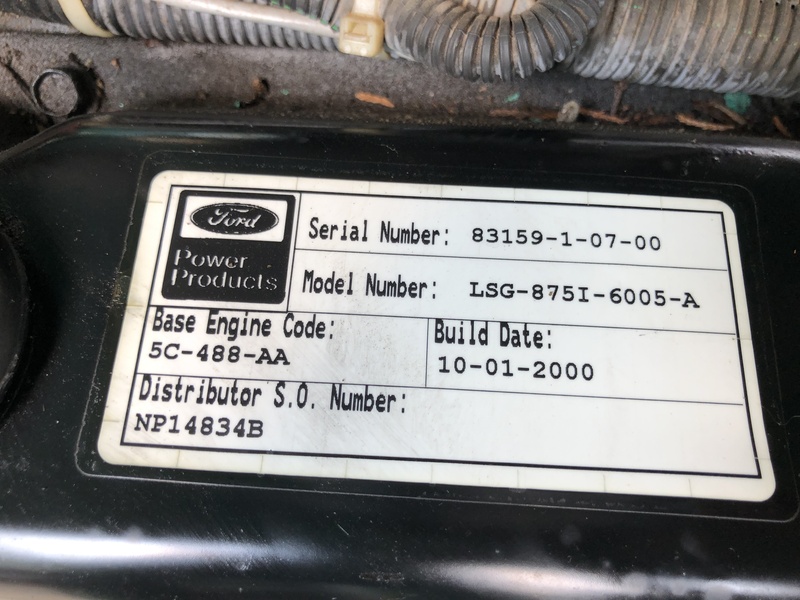 Ford
Power
Products
Serial Number: 83159-1-07-00
Model Number: LSG-875I-6005-A
Base Engine Code:
5C-488-AA
Build Date:
10-01-2000
Distributor S.O. Number:
NP14834B